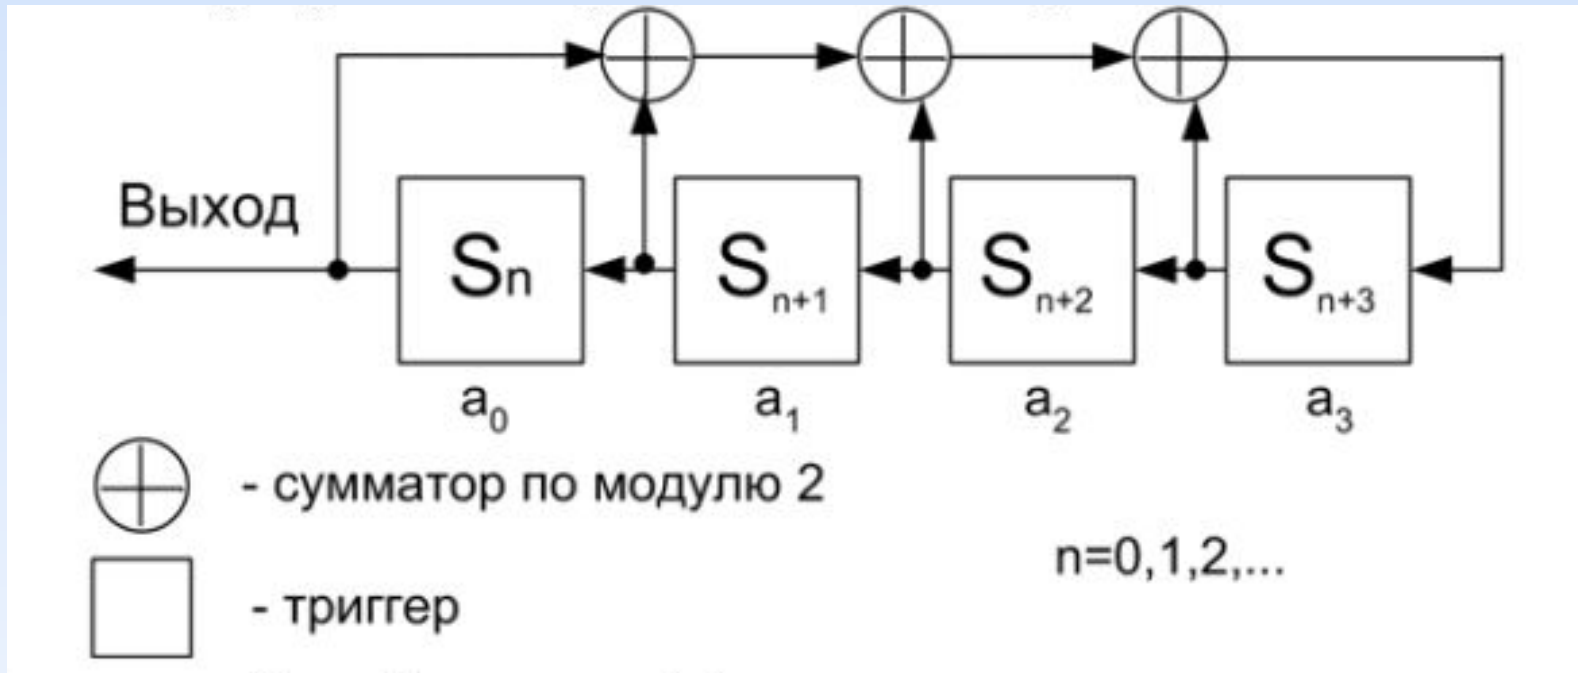 Выход
Sn Sn+1 Sn+2 Sn+3
a0 a1 a2 a3
- сумматор по модулю 2
n=0,1,2,...
- триггер